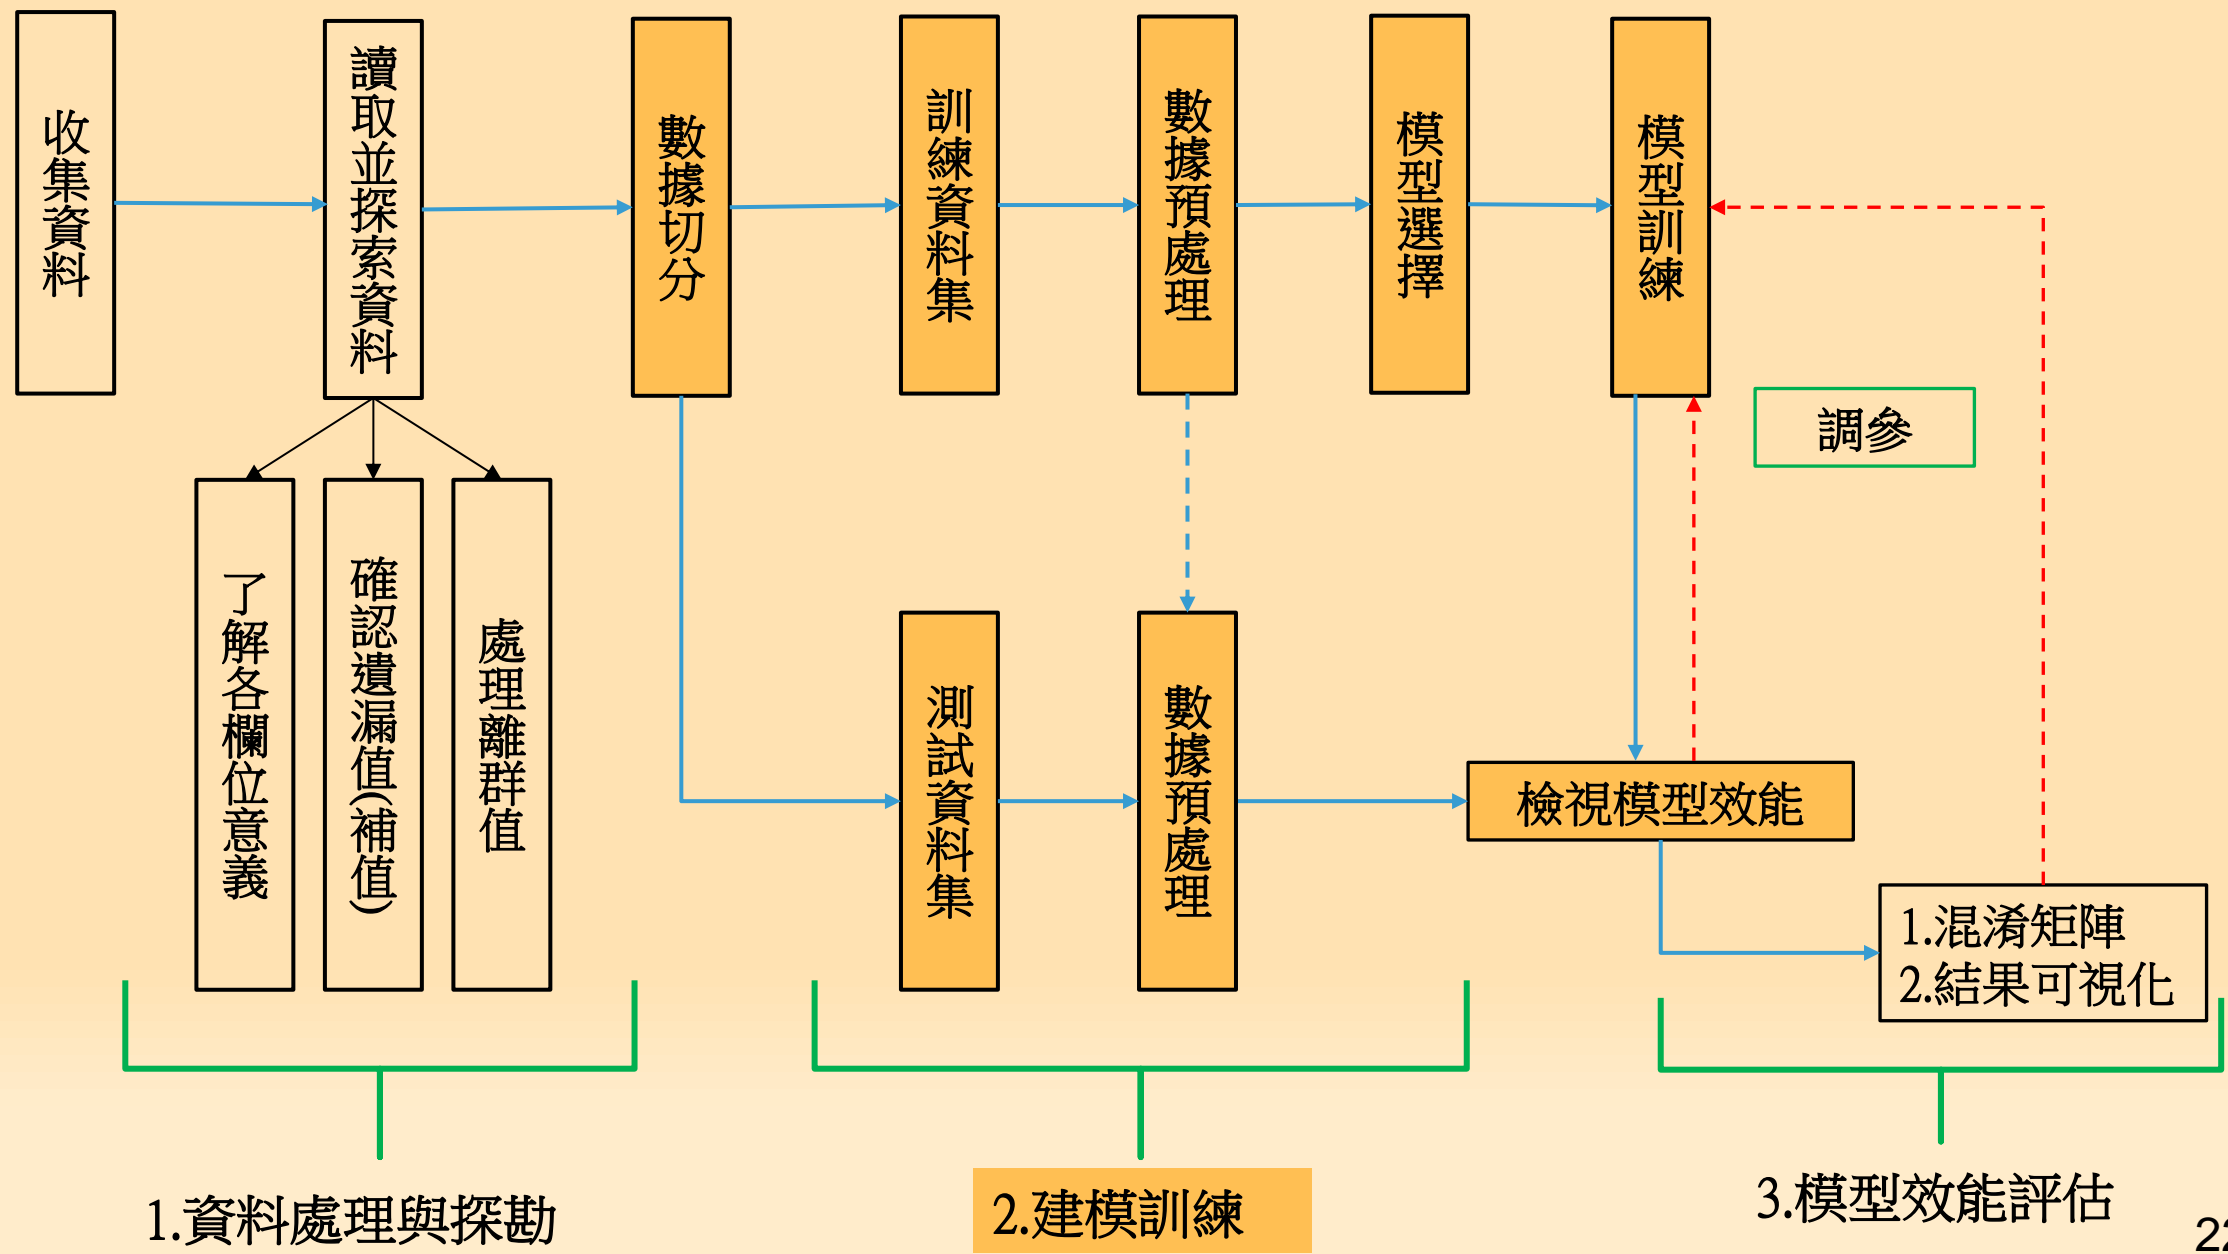 收集資料
讀取並探索資料
數據切分
訓練資料集
數據預處理
模型選擇
模型訓練
調參
了解各欄位意義
確認遺漏值(補值)
處理離群值
測試資料集
數據預處理
檢視模型效能
1.混淆矩陣
2.結果可視化
1.資料處理與探勘
2.建模訓練
3.模型效能評估